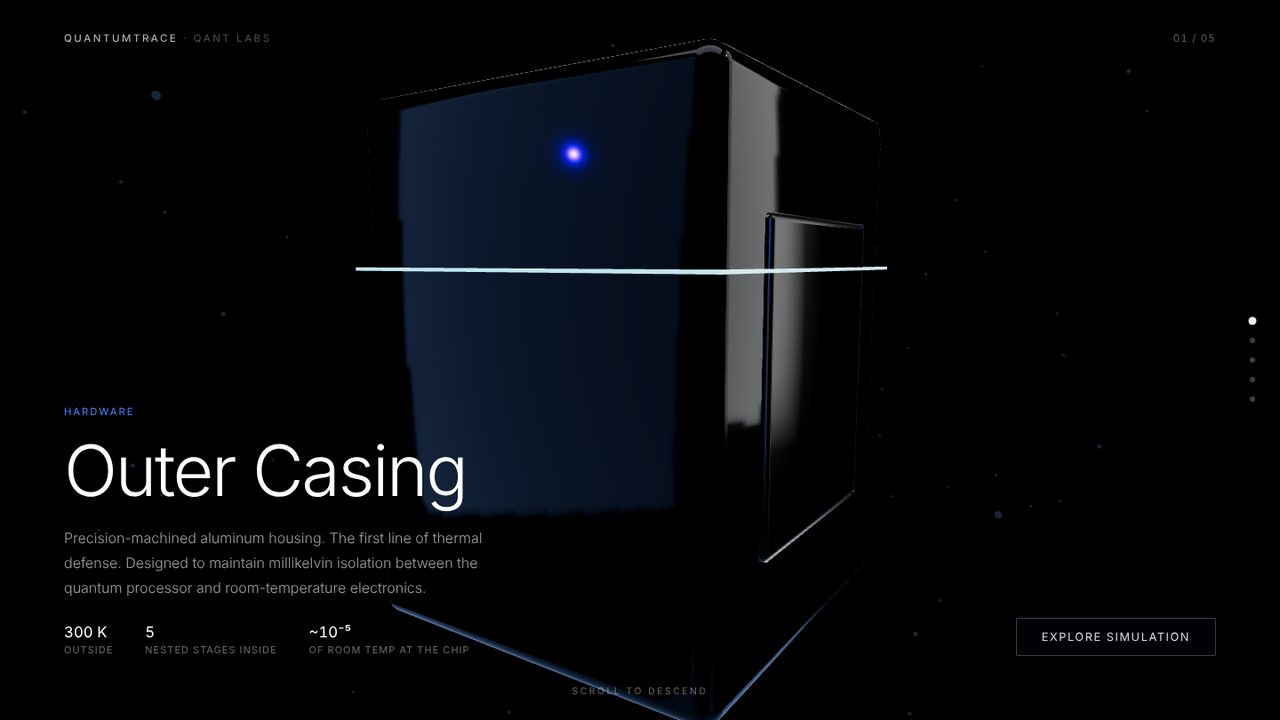 QUANTUMTRACE · QANT LABS
01 / 05
HARDWARE
Outer Casing
Precision-machined aluminum housing. The first line of thermal
defense. Designed to maintain millikelvin isolation between the
quantum processor and room-temperature electronics.
300 K
OUTSIDE
5
NESTED STAGES INSIDE
~10⁻⁵
OF ROOM TEMP AT THE CHIP
EXPLORE SIMULATION
SCROLL TO DESCEND